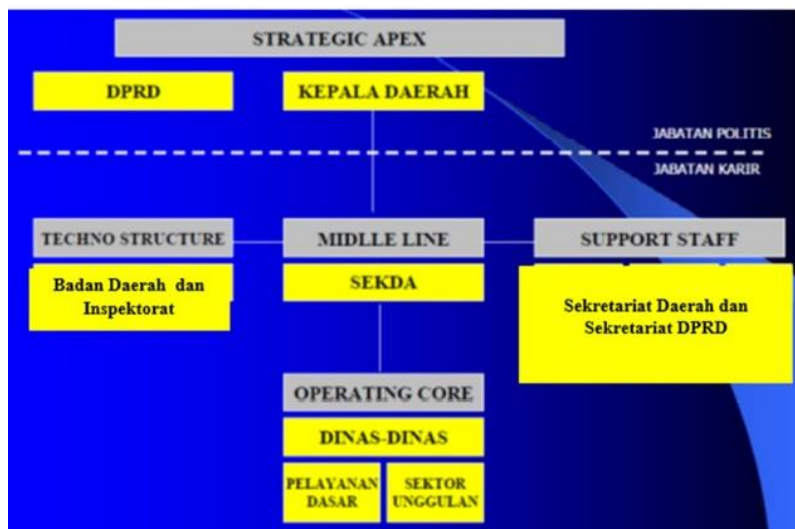 STRATEGIC APEX
DPRD
KEPALA DAERAH
JABATAN POLITIS
JABATAN KARIR
TECHNO STRUCTURE
MIDLLE LINE
SUPPORT STAFF
Badan Daerah dan
Inspektorat
SEKDA
Sekretariat Daerah dan
Sekretariat DPRD
OPERATING CORE
DINAS-DINAS
PELAYANAN
DASAR
SEKTOR
UNGGULAN